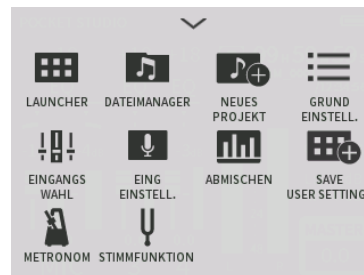 LAUNCHER
DATEIMANAGER
NEUES
PROJEKT
GRUND
EINSTELL.
EINGANGS
WAHL
EING
EINSTELL.
ABMISCHEN
SAVE
USER SETTING
METRONOM
STIMMFUNKTION